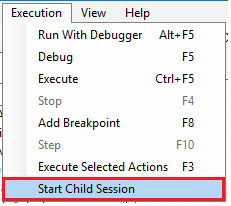 Execution View Help
Run With Debugger Alt+F5
Debug F5
Execute Ctrl+F5
Stop F4
Add Breakpoint F8
Step F10
Execute Selected Actions F3
Start Child Session